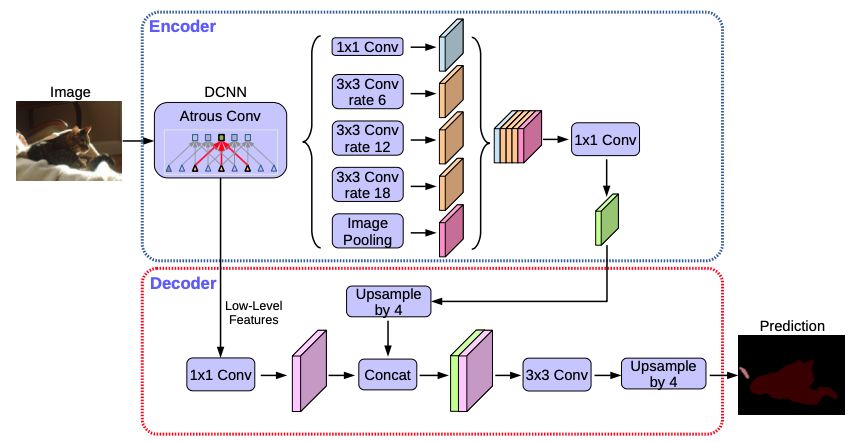 Encoder
Image
DCNN
Atrous Conv
1x1 Conv
3x3 Conv
rate 6
3x3 Conv
rate 12
3x3 Conv
rate 18
Image
Pooling
1x1 Conv
Decoder
Low-Level
Features
Upsample
by 4
1x1 Conv
Concat
3x3 Conv
Upsample
by 4
Prediction